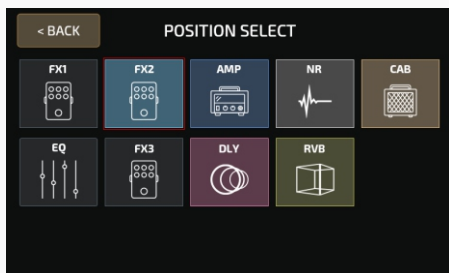 < BACK
POSITION SELECT
FX1 FX2 AMP NR CAB
EQ FX3 DLY RVB